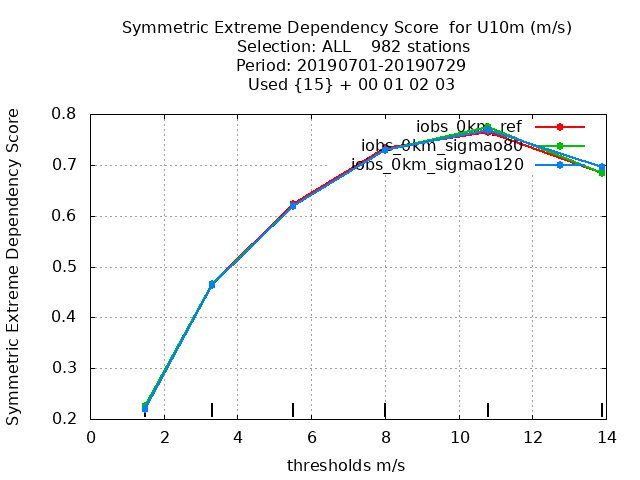 Symmetric Extreme Dependency Score  for U10m (m/s)
Selection: ALL    982 stations
Period: 20190701-20190729
Used {15} + 00 01 02 03
Symmetric Extreme Dependency Score
0.8
0.7
0.6
0.5
0.4
0.3
0.2
iobs_0km_ref
iobs_0km_sigmao80
iobs_0km_sigmao120
0 2 4 6 8 10 12 14
thresholds m/s